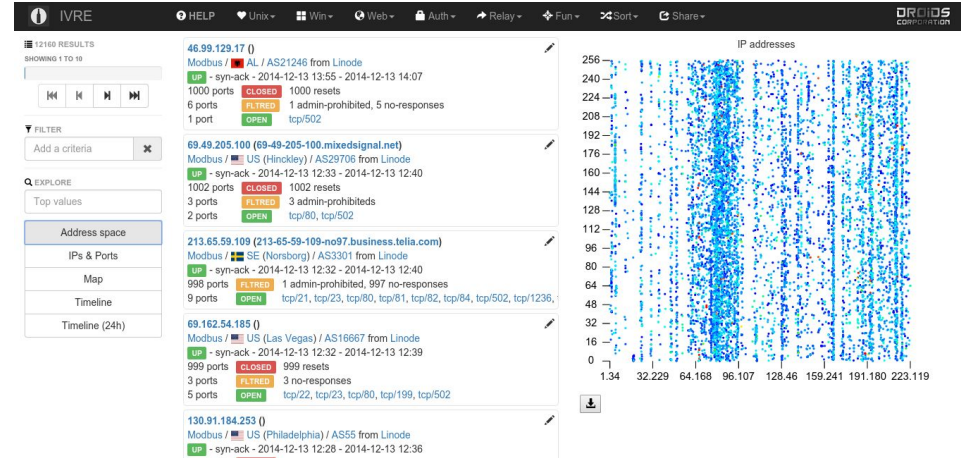 IVRE
HELP Unix Win Web Auth Relay Fun Sort Share
DROIDS
CORPORATION
12160 RESULTS
SHOWING 1 TO 10
FILTER
Add a criteria
EXPLORE
Top values
Address space
IPs & Ports
Map
Timeline
Timeline (24h)
46.99.129.17 ()
Modbus / AL / AS21246 from Linode
UP - syn-ack - 2014-12-13 13:55 - 2014-12-13 14:07
1000 ports CLOSED 1000 resets
6 ports FLTRED 1 admin-prohibited, 5 no-responses
1 port OPEN tcp/502
69.49.205.100 (69-49-205-100.mixedsignal.net)
Modbus / US (Hinckley) / AS29706 from Linode
UP - syn-ack - 2014-12-13 12:33 - 2014-12-13 12:40
1002 ports CLOSED 1002 resets
3 ports FLTRED 3 admin-prohibiteds
2 ports OPEN tcp/80, tcp/502
213.65.59.109 (213-65-59-109-no97.business.telia.com)
Modbus / SE (Norsborg) / AS3301 from Linode
UP - syn-ack - 2014-12-13 12:32 - 2014-12-13 12:40
998 ports FLTRED 1 admin-prohibited, 997 no-responses
9 ports OPEN tcp/21, tcp/23, tcp/80, tcp/81, tcp/82, tcp/84, tcp/502, tcp/1236,
69.162.54.185 ()
Modbus / US (Las Vegas) / AS16667 from Linode
UP - syn-ack - 2014-12-13 12:32 - 2014-12-13 12:39
999 ports CLOSED 999 resets
3 ports FLTRED 3 no-responses
5 ports OPEN tcp/22, tcp/23, tcp/80, tcp/199, tcp/502
130.91.184.253 ()
Modbus / US (Philadelphia) / AS55 from Linode
UP - syn-ack - 2014-12-13 12:28 - 2014-12-13 12:36
IP addresses
256
240
224
208
192
176
160
144
128
112
96
80
64
48
32
16
0
1.34 32.229 64.168 96.107 128.46 159.241 191.180 223.119